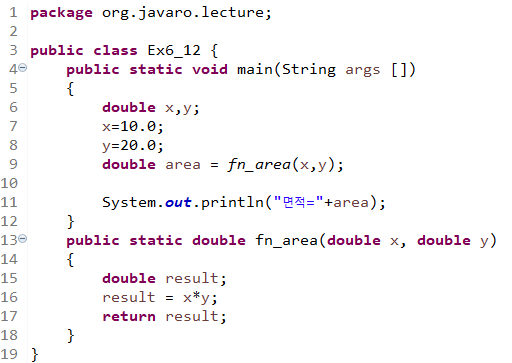 1 package org.javaro.lecture;
2
3 public class Ex6_12 {
4 public static void main(String args [])
5 {
6 double x,y;
7 x=10.0;
8 y=20.0;
9 double area = fn_area(x,y);
10
11 System.out.println("면적="+area);
12 }
13 public static double fn_area(double x, double y)
14 {
15 double result;
16 result = x*y;
17 return result;
18 }
19 }